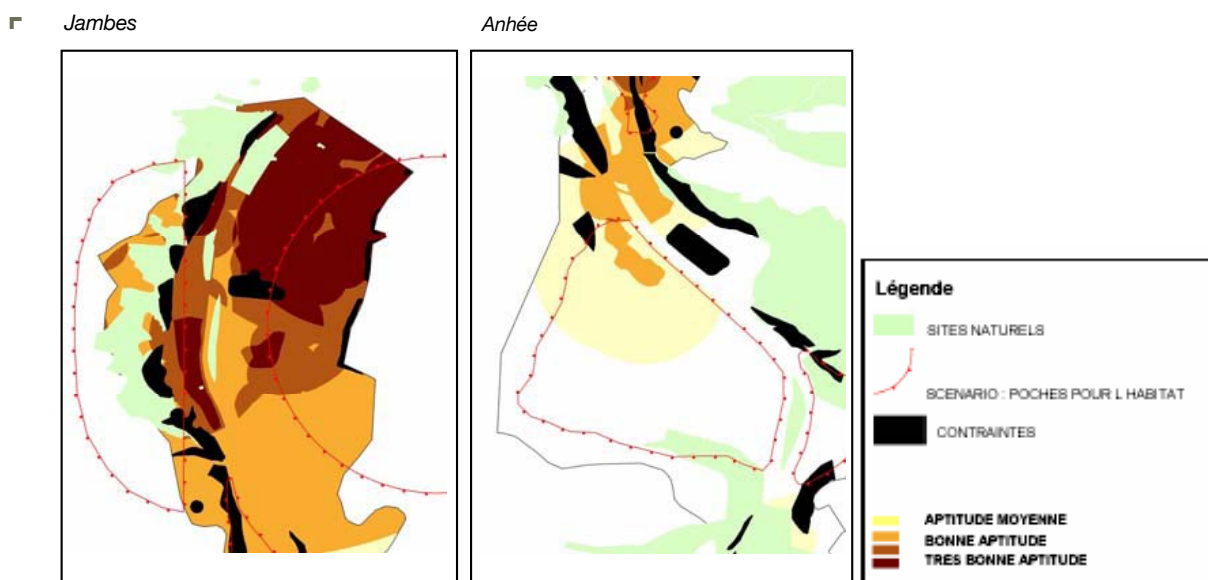 Jambes
Anhée
Légende
SITES NATURELS
SCENARIO : POCHES POUR L HABITAT
CONTRAINTES
APTITUDE MOYENNE
BONNE APTITUDE
TRES BONNE APTITUDE